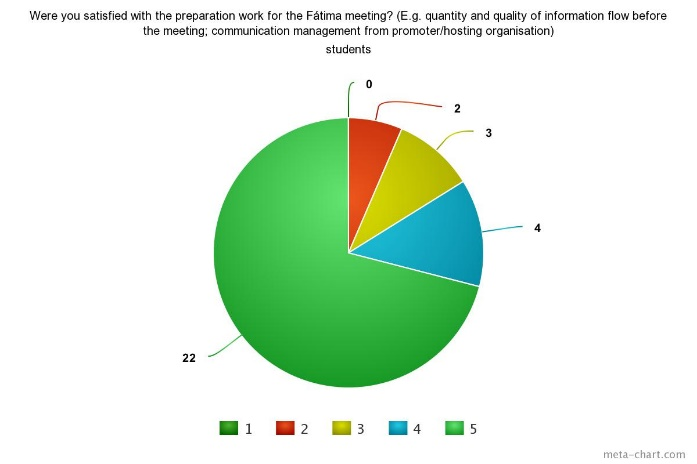 Were you satisfied with the preparation work for the Fátima meeting? (E.g. quantity and quality of information flow before
the meeting; communication management from promoter/hosting organisation)
students
0
2
3
4
22
1 2 3 4 5
meta-chart.com